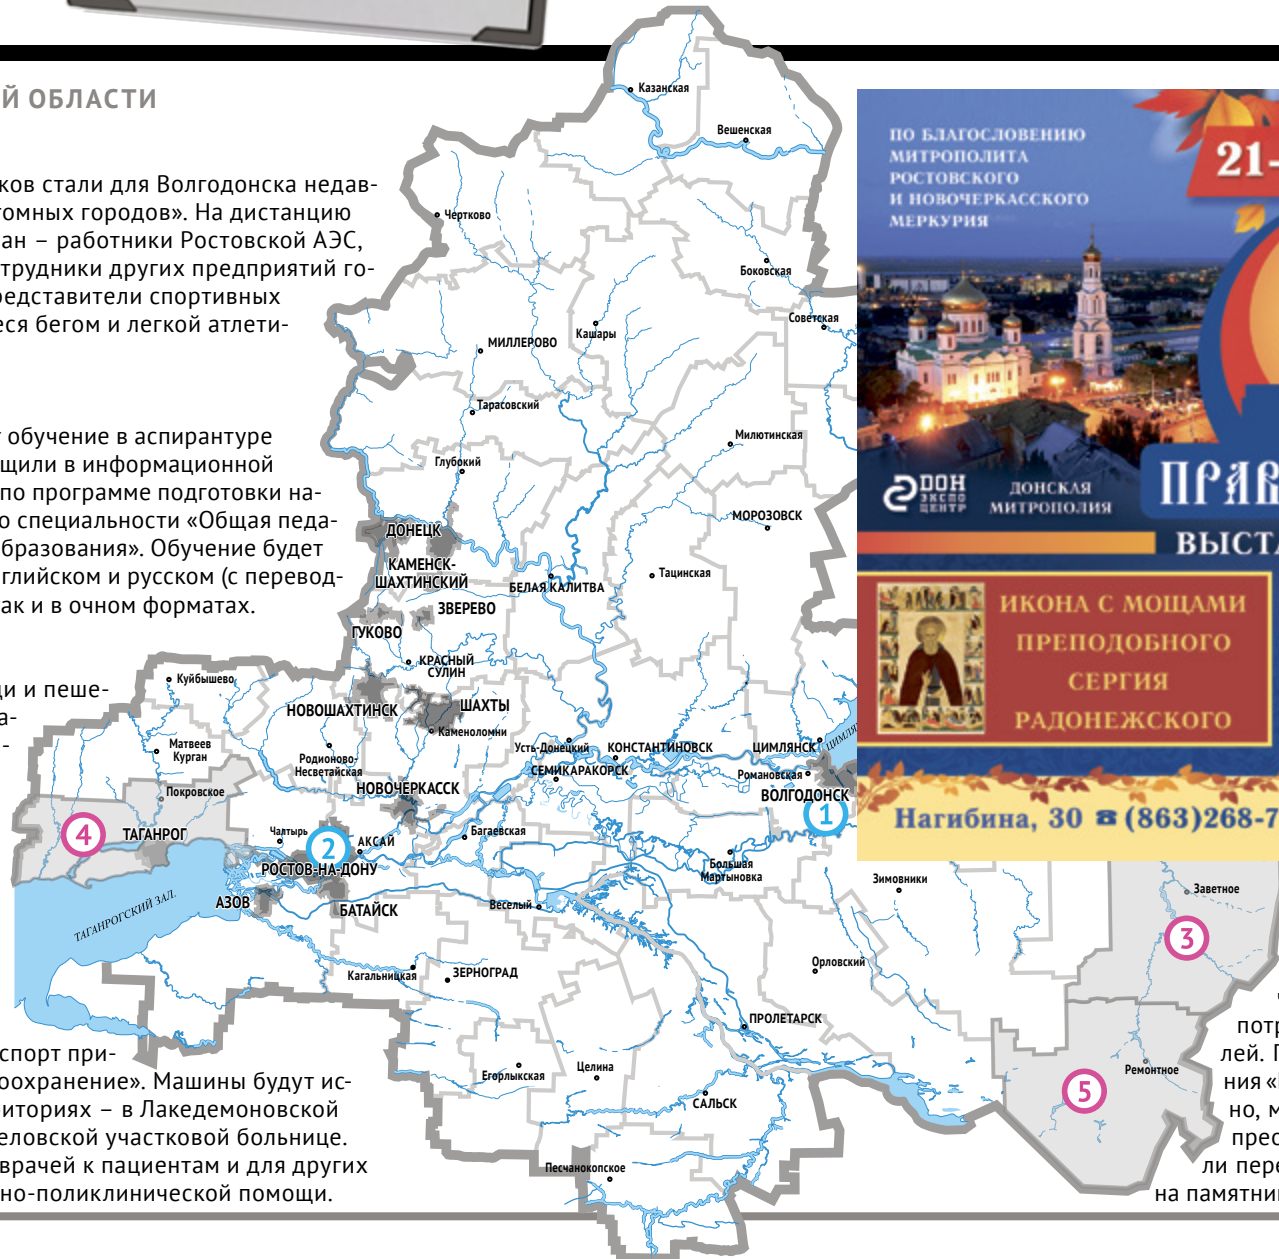 Й ОБЛАСТИ
ков стали для Волгодонска недав-
томных городов». На дистанцию
ан – работники Ростовской АЭС,
трудники других предприятий го-
редставители спортивных
еся бегом и легкой атлети-
т обучение в аспирантуре
щили в информационной
по программе подготовки на-
о специальности «Общая педа-
бразования». Обучение будет
глийском и русском (с перевод-
ак и в очном форматах.
ди и пеше-
а-
-
спорт при-
оохранение». Машины будут ис-
иториях – в Лакедемоновской
еловской участковой больнице.
врачей к пациентам и для других
но-поликлинической помощи.
Казанская
Вешенская
Чертково
Боковская
Советская
Кашары
МИЛЛЕРОВО
Тарасовский
Милютинская
Глубокий
МОРОЗОВСК
ДОНЕЦК
КАМЕНСК-
ШАХТИНСКИЙ
Тацинская
БЕЛАЯ КАЛИТВА
ЗВЕРЕВО
ГУКОВО
КРАСНЫЙ
СУЛИН
Куйбышево
НОВОШАХТИНСК
ШАХТЫ
Каменоломни
Матвеев
Курган
Родионово-
Несветайская
Усть-Донецкий
КОНСТАНТИНОВСК
ЦИМЛЯНСК
ЦИМЛЯ
СЕМИКАРАКОРСК
Романовская
ВОЛГОДОНСК
1
Покровское
НОВОЧЕРКАССК
4
ТАГАНРОГ
Чалтырь
2
АКСАЙ
Багаевская
РОСТОВ-НА-ДОНУ
Большая
Мартыновка
Зимовники
АЗОВ
БАТАЙСК
Веселый
ТАГАНРОГСКИЙ ЗАЛ.
Заветное
3
Кагальницкая
ЗЕРНОГРАД
Орловский
ПРОЛЕТАРСК
Егорлыкская
Целина
САЛЬСК
Ремонтное
5
Песчанокопское
ПО БЛАГОСЛОВЕНИЮ
МИТРОПОЛИТА
РОСТОВСКОГО
И НОВОЧЕРКАССКОГО
МЕРКУРИЯ
21-
ДОН
ЭКСПО
ЦЕНТР
ДОНСКАЯ
МИТРОПОЛИЯ
ПРАВ
ВЫСТА
ИКОНА С МОЩАМИ
ПРЕПОДОБНОГО
СЕРГИЯ
РАДОНЕЖСКОГО
Нагибина, 30 ☎ (863)268-7
потр
лей. П
ния «
но, м
прес
ли пере
на памятник